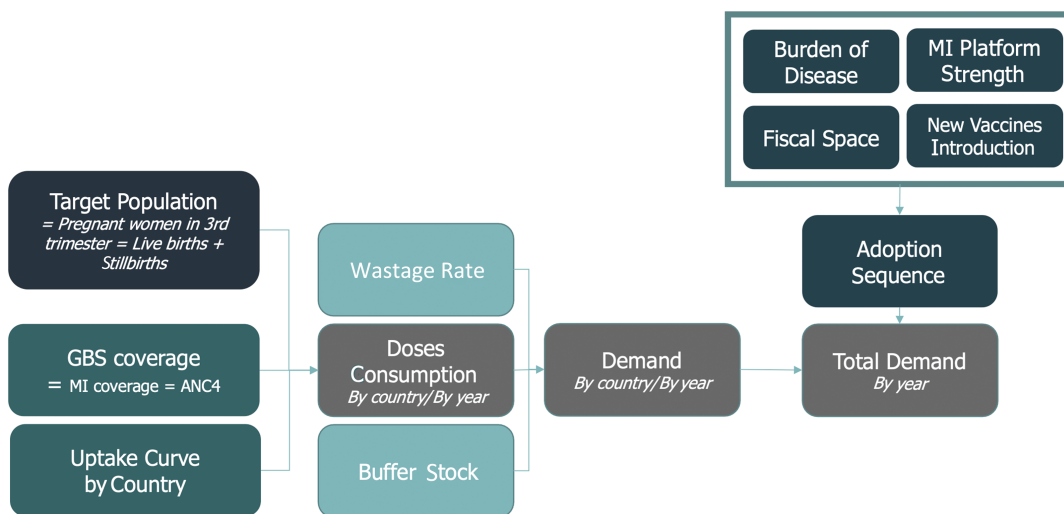 Burden of
Disease
MI Platform
Strength
Fiscal Space
New Vaccines
Introduction
Target Population
= Pregnant women in 3rd
trimester = Live births +
Stillbirths
Wastage Rate
Adoption
Sequence
GBS coverage
= MI coverage = ANC4
Doses
Consumption
By country/By year
Demand
By country/By year
Total Demand
By year
Uptake Curve
by Country
Buffer Stock